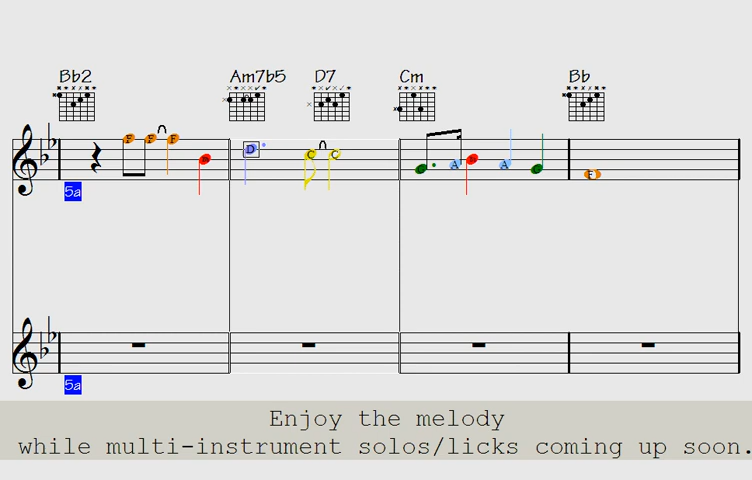 Bb2 Am7b5 D7 Cm Bb
F F F B
D C C
G A B A G
F
5a
5a
Enjoy the melody
while multi-instrument solos/licks coming up soon.